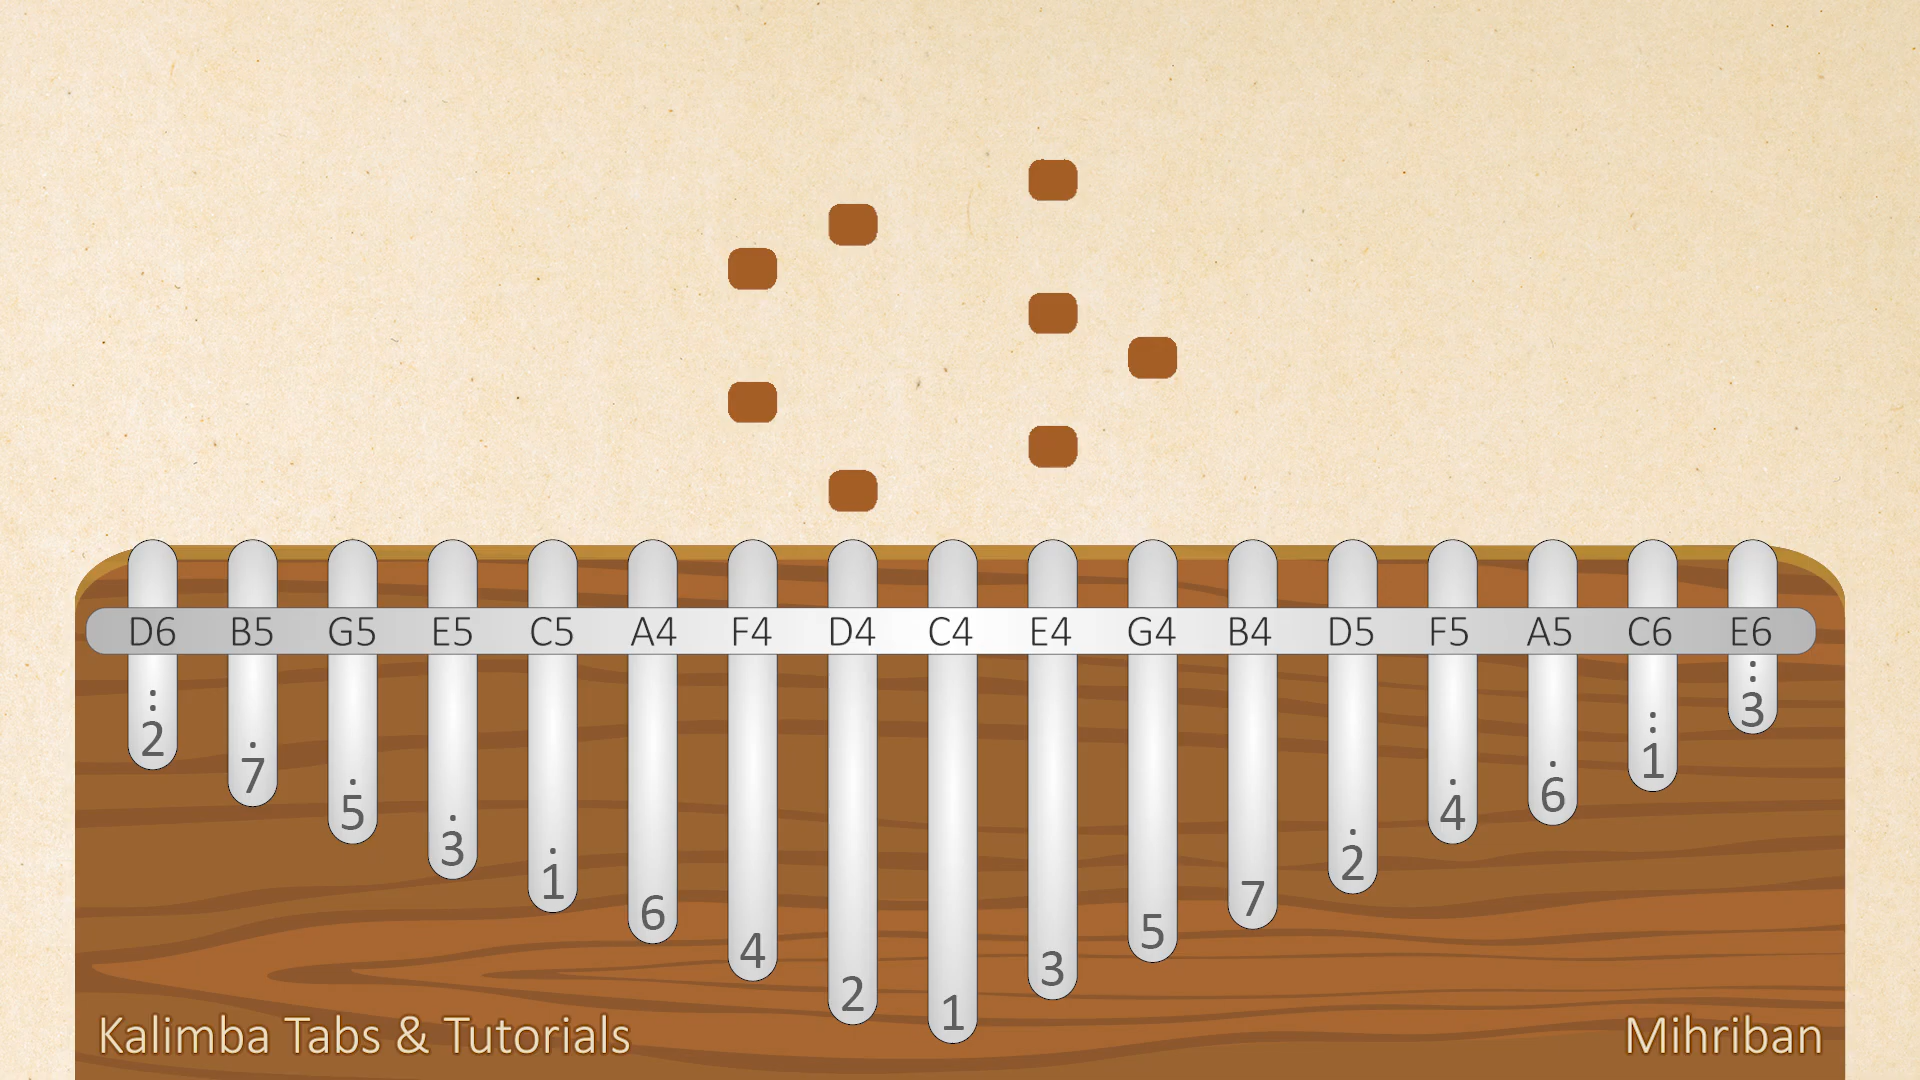 D6 B5 G5 E5 C5 A4 F4 D4 C4 E4 G4 B4 D5 F5 A5 C6 E6
2 7 5 3 1 6 4 2 1 3 5 7 2 4 6 1 3
Kalimba Tabs & Tutorials
Mihriban